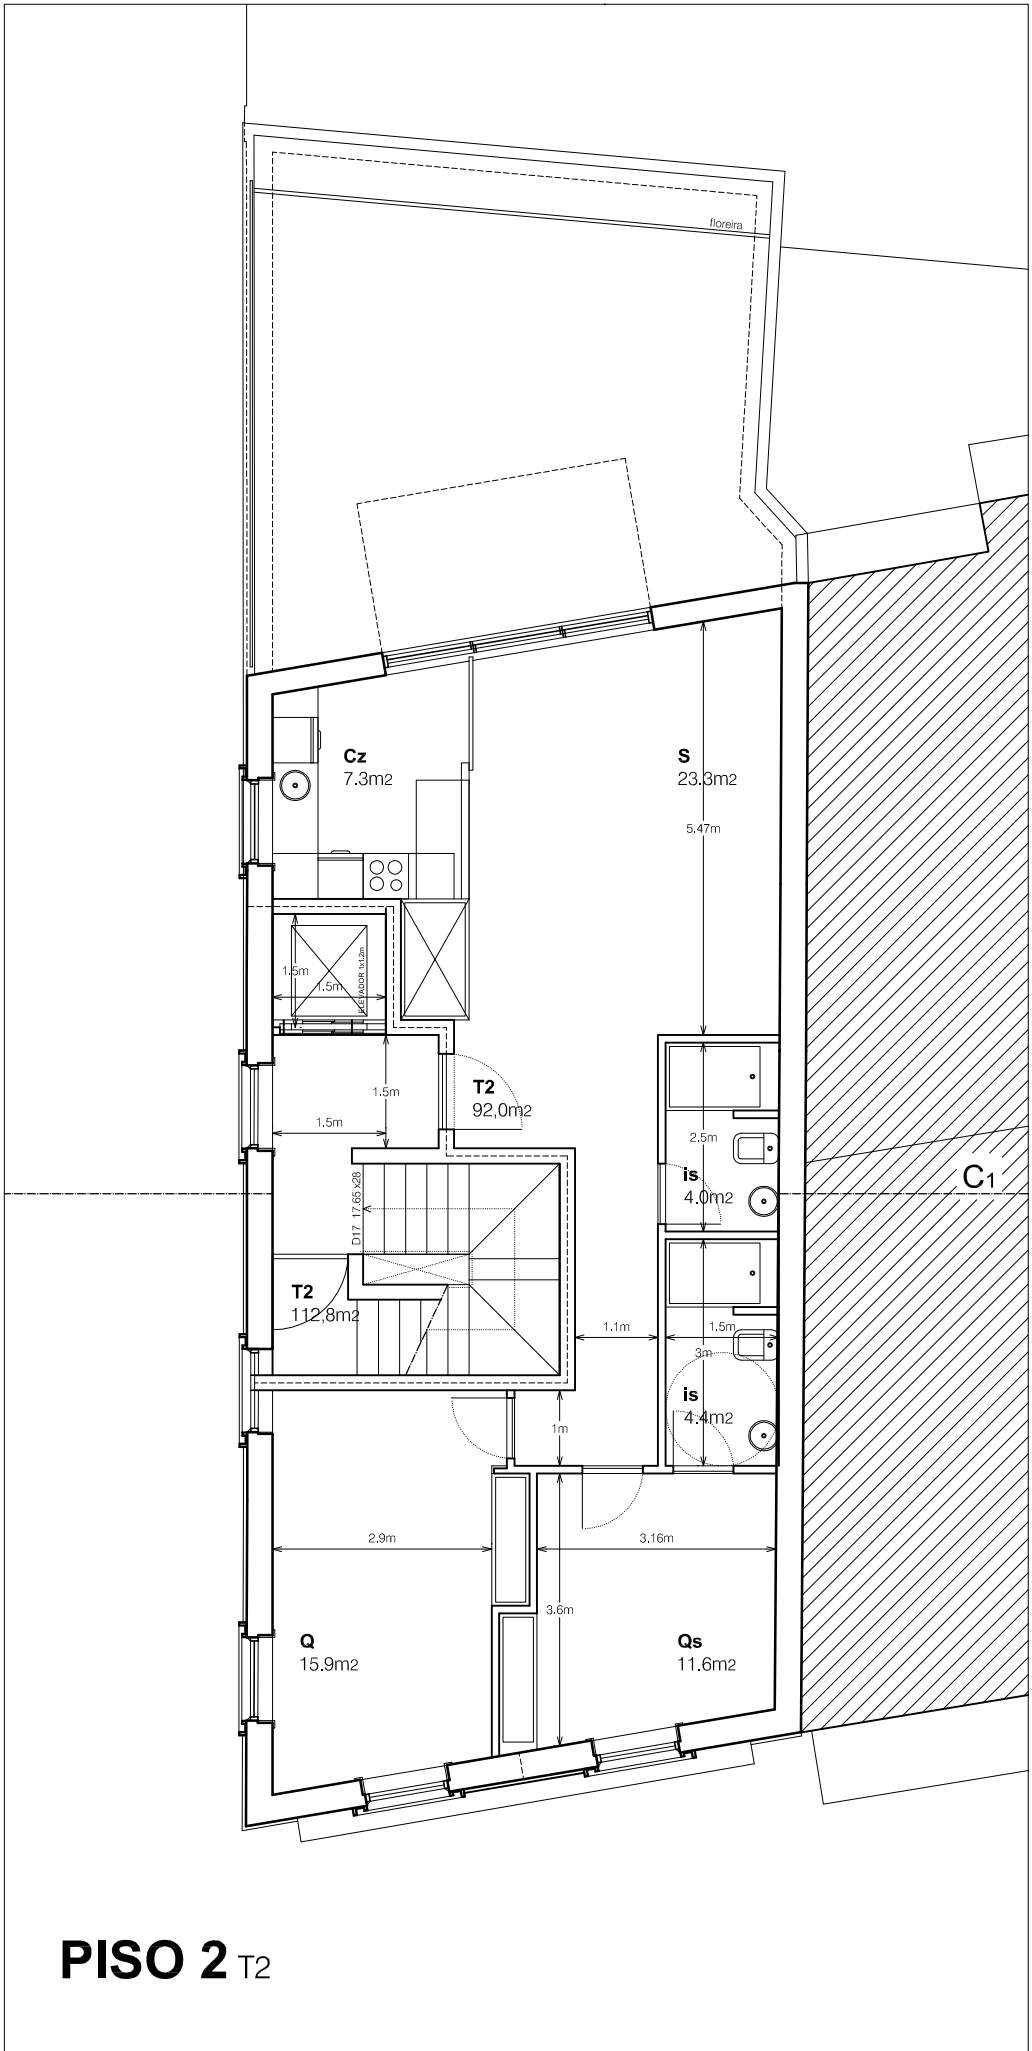 floreira
Cz
7.3m2
S
23.3m2
5.47m
1.5m
1.5m
ELEVADOR 1x1.2m
1.5m
1.5m
T2
92,0m2
2.5m
is
4.0m2
C1
D17 17.65 x28
T2
112,8m2
1.1m
1.5m
3m
is
4.4m2
1m
2.9m
3.16m
3.6m
Q
15.9m2
Qs
11.6m2
PISO 2 T2